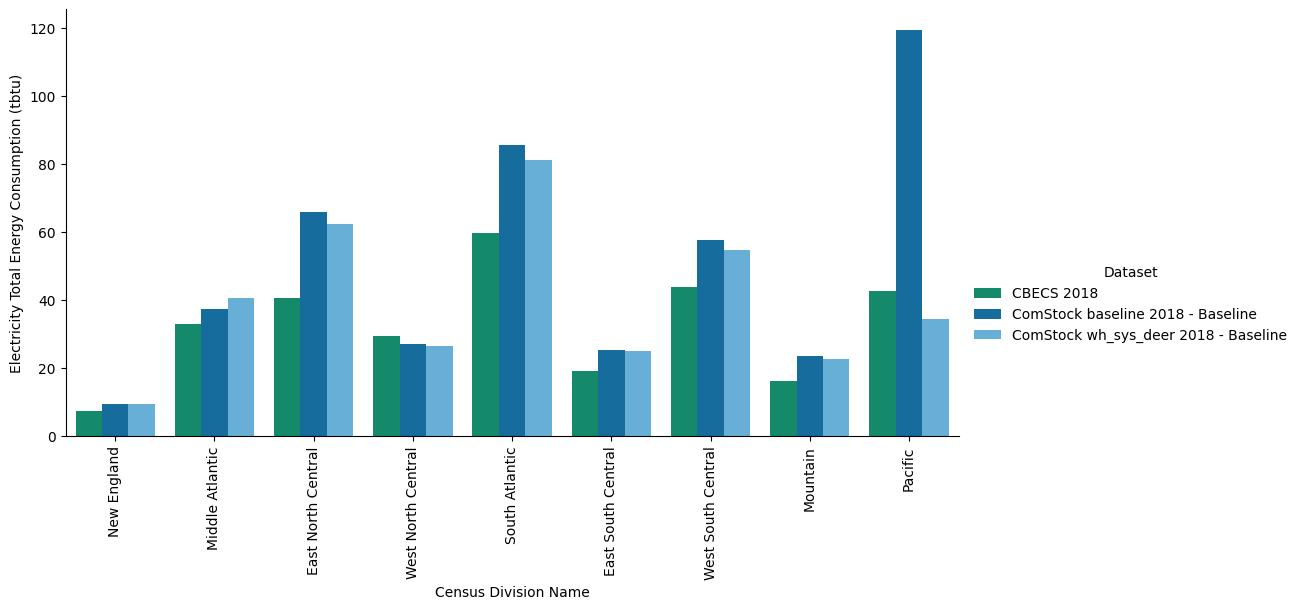 Electricity Total Energy Consumption (tbtu)
120
100
80
60
40
20
0
New England
Middle Atlantic
East North Central
West North Central
South Atlantic
East South Central
West South Central
Mountain
Pacific
Census Division Name
Dataset
CBECS 2018
ComStock baseline 2018 - Baseline
ComStock wh_sys_deer 2018 - Baseline